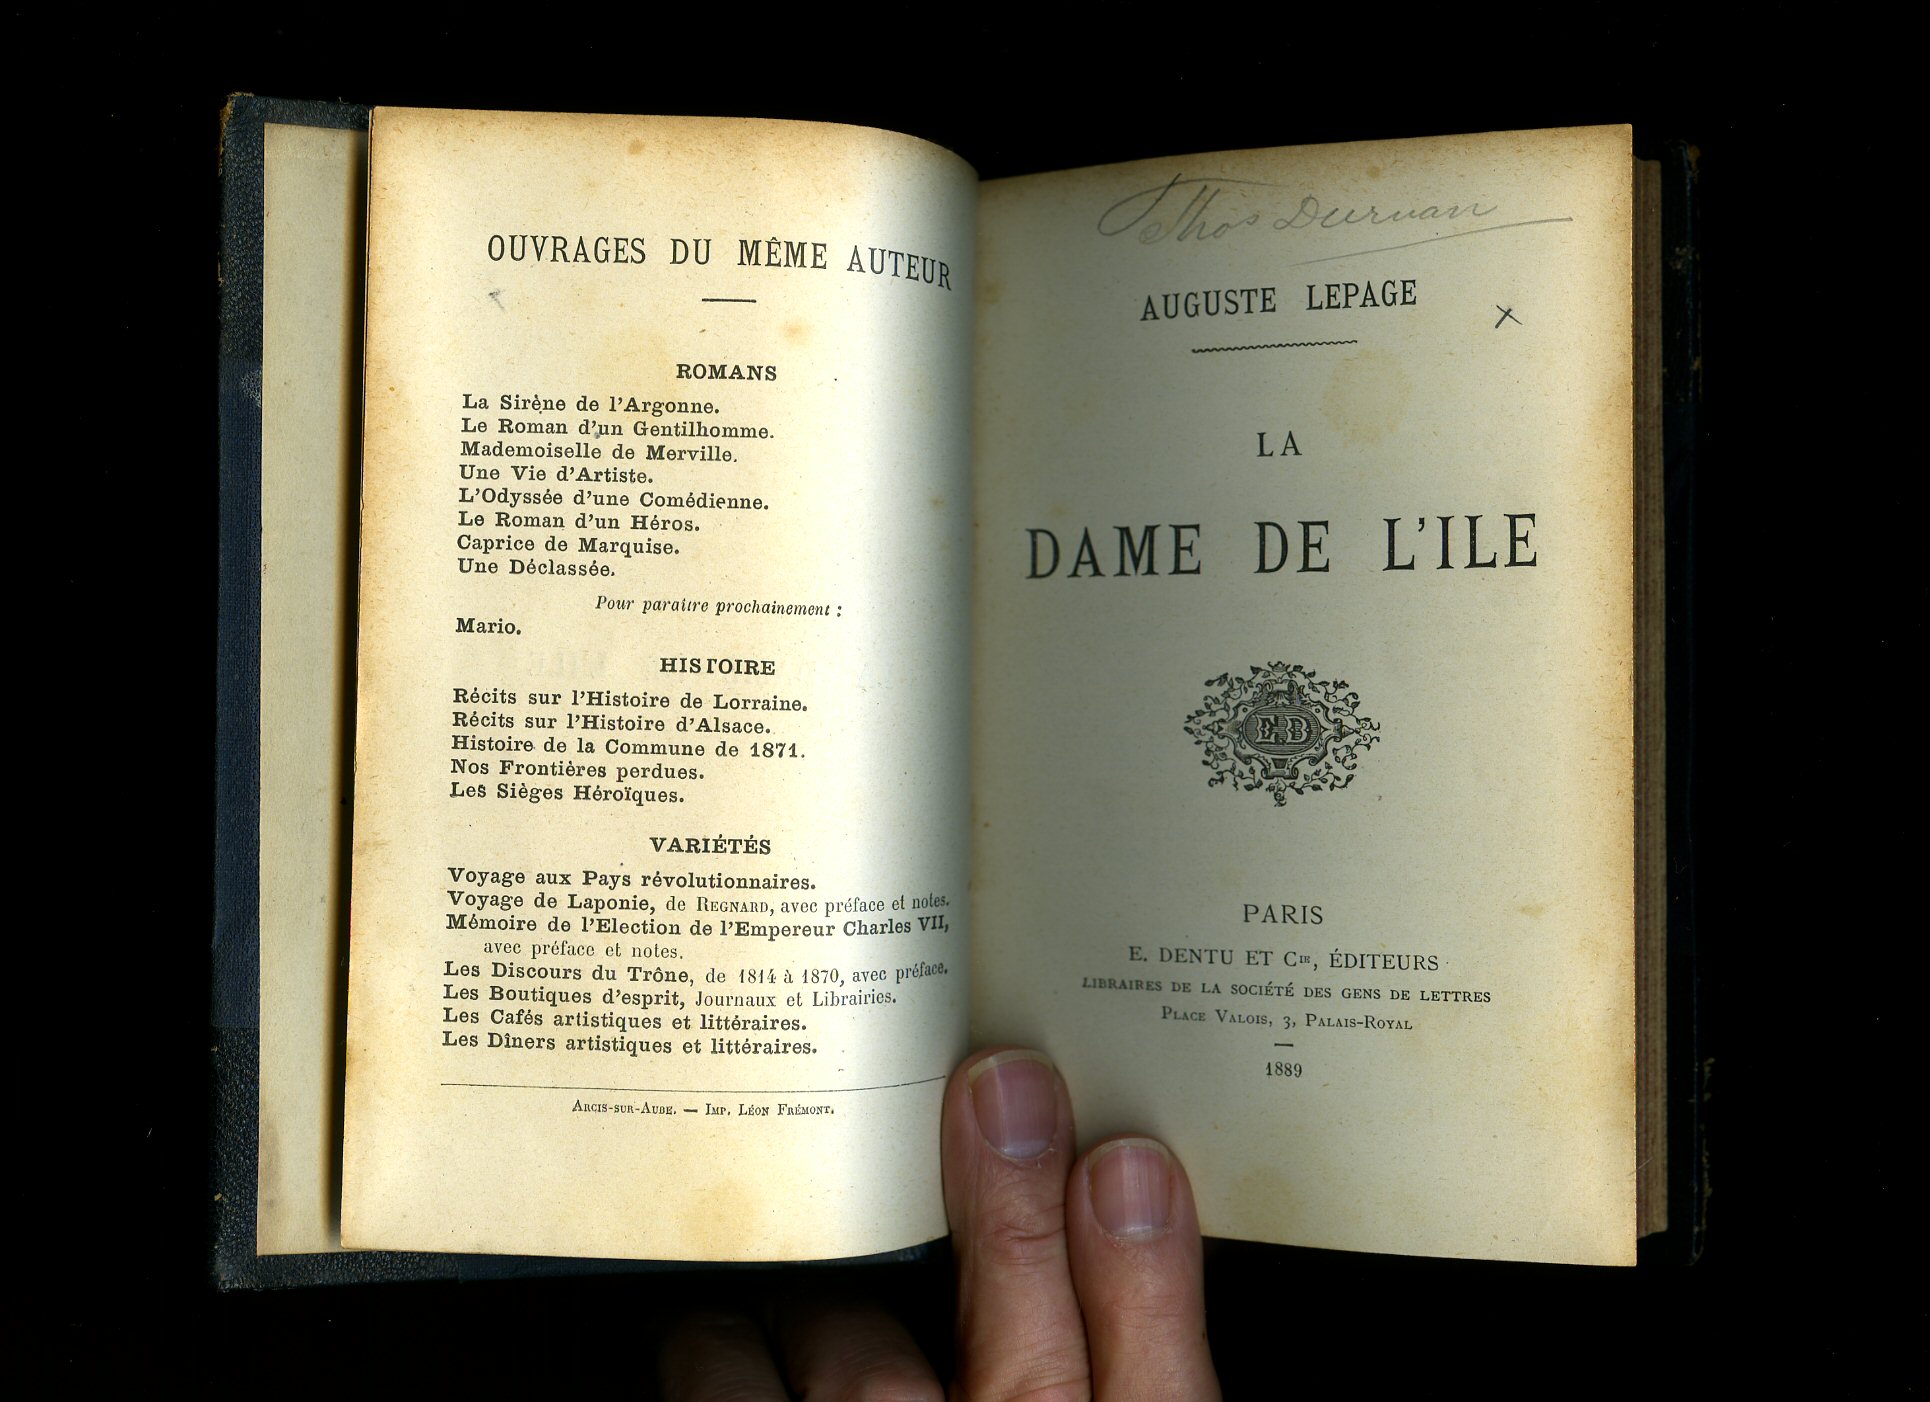 OUVRAGES DU MÊME AUTEUR
ROMANS
La Sirène de l'Argonne.
Le Roman d'un Gentilhomme.
Mademoiselle de Merville.
Une Vie d'Artiste.
L'Odyssée d'une Comédienne.
Le Roman d'un Héros.
Caprice de Marquise.
Une Déclassée.
Pour paraître prochainement :
Mario.
HISTOIRE
Récits sur l'Histoire de Lorraine.
Récits sur l'Histoire d'Alsace.
Histoire de la Commune de 1871.
Nos Frontières perdues.
Les Sièges Héroïques.
VARIÉTÉS
Voyage aux Pays révolutionnaires.
Voyage de Laponie, de REGNARD, avec préface et notes.
Mémoire de l'Election de l'Empereur Charles VII,
avec préface et notes.
Les Discours du Trône, de 1814 à 1870, avec préface.
Les Boutiques d'esprit, Journaux et Librairies.
Les Cafés artistiques et littéraires.
Les Dîners artistiques et littéraires.
ARCIS-SUR-AUBE. — IMP. LÉON FRÉMONT.
Thos
AUGUSTE LEPAGE
X
LA
DAME DE L'ILE
ED
PARIS
E. DENTU ET CIE, ÉDITEURS
LIBRAIRES DE LA SOCIÉTÉ DES GENS DE LETTRES
PLACE VALOIS, 3, PALAIS-ROYAL
1889